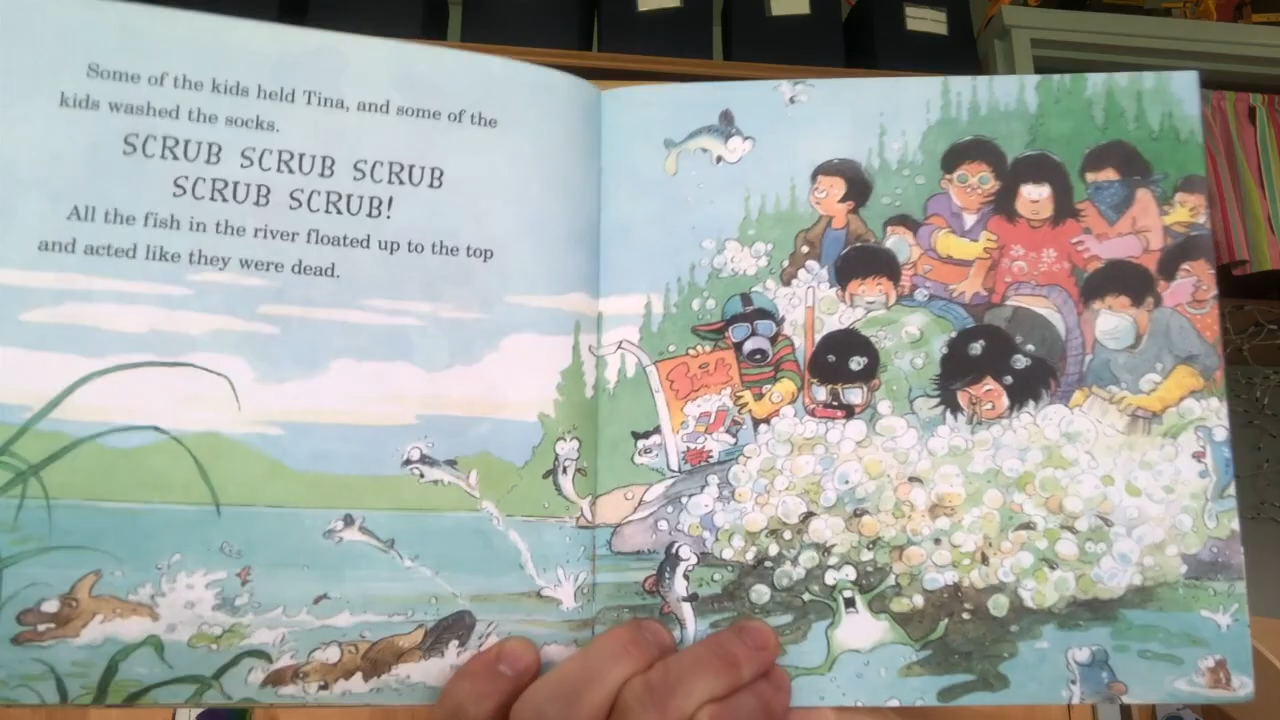 Some of the kids held Tina, and some of the
kids washed the socks.
SCRUB SCRUB SCRUB
SCRUB SCRUB!
All the fish in the river floated up to the top
and acted like they were dead.